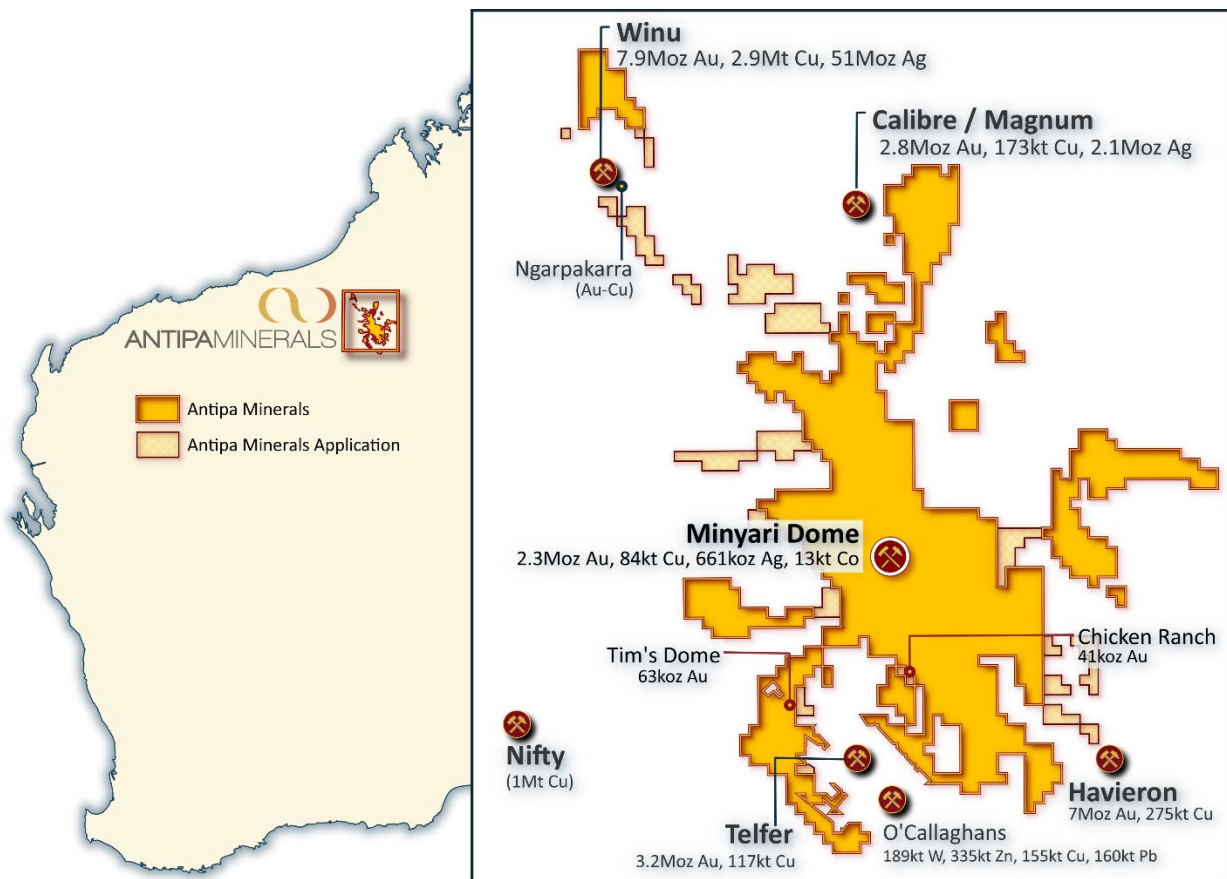 Winu
7.9Moz Au, 2.9Mt Cu, 51Moz Ag
Calibre / Magnum
2.8Moz Au, 173kt Cu, 2.1Moz Ag
Ngarpakarra
(Au-Cu)
ANTIPAMINERALS
Antipa Minerals
Antipa Minerals Application
Minyari Dome
2.3Moz Au, 84kt Cu, 661koz Ag, 13kt Co
Chicken Ranch
41koz Au
Tim's Dome
63koz Au
Nifty
(1Mt Cu)
Havieron
7Moz Au, 275kt Cu
Telfer
3.2Moz Au, 117kt Cu
O'Callaghans
189kt W, 335kt Zn, 155kt Cu, 160kt Pb